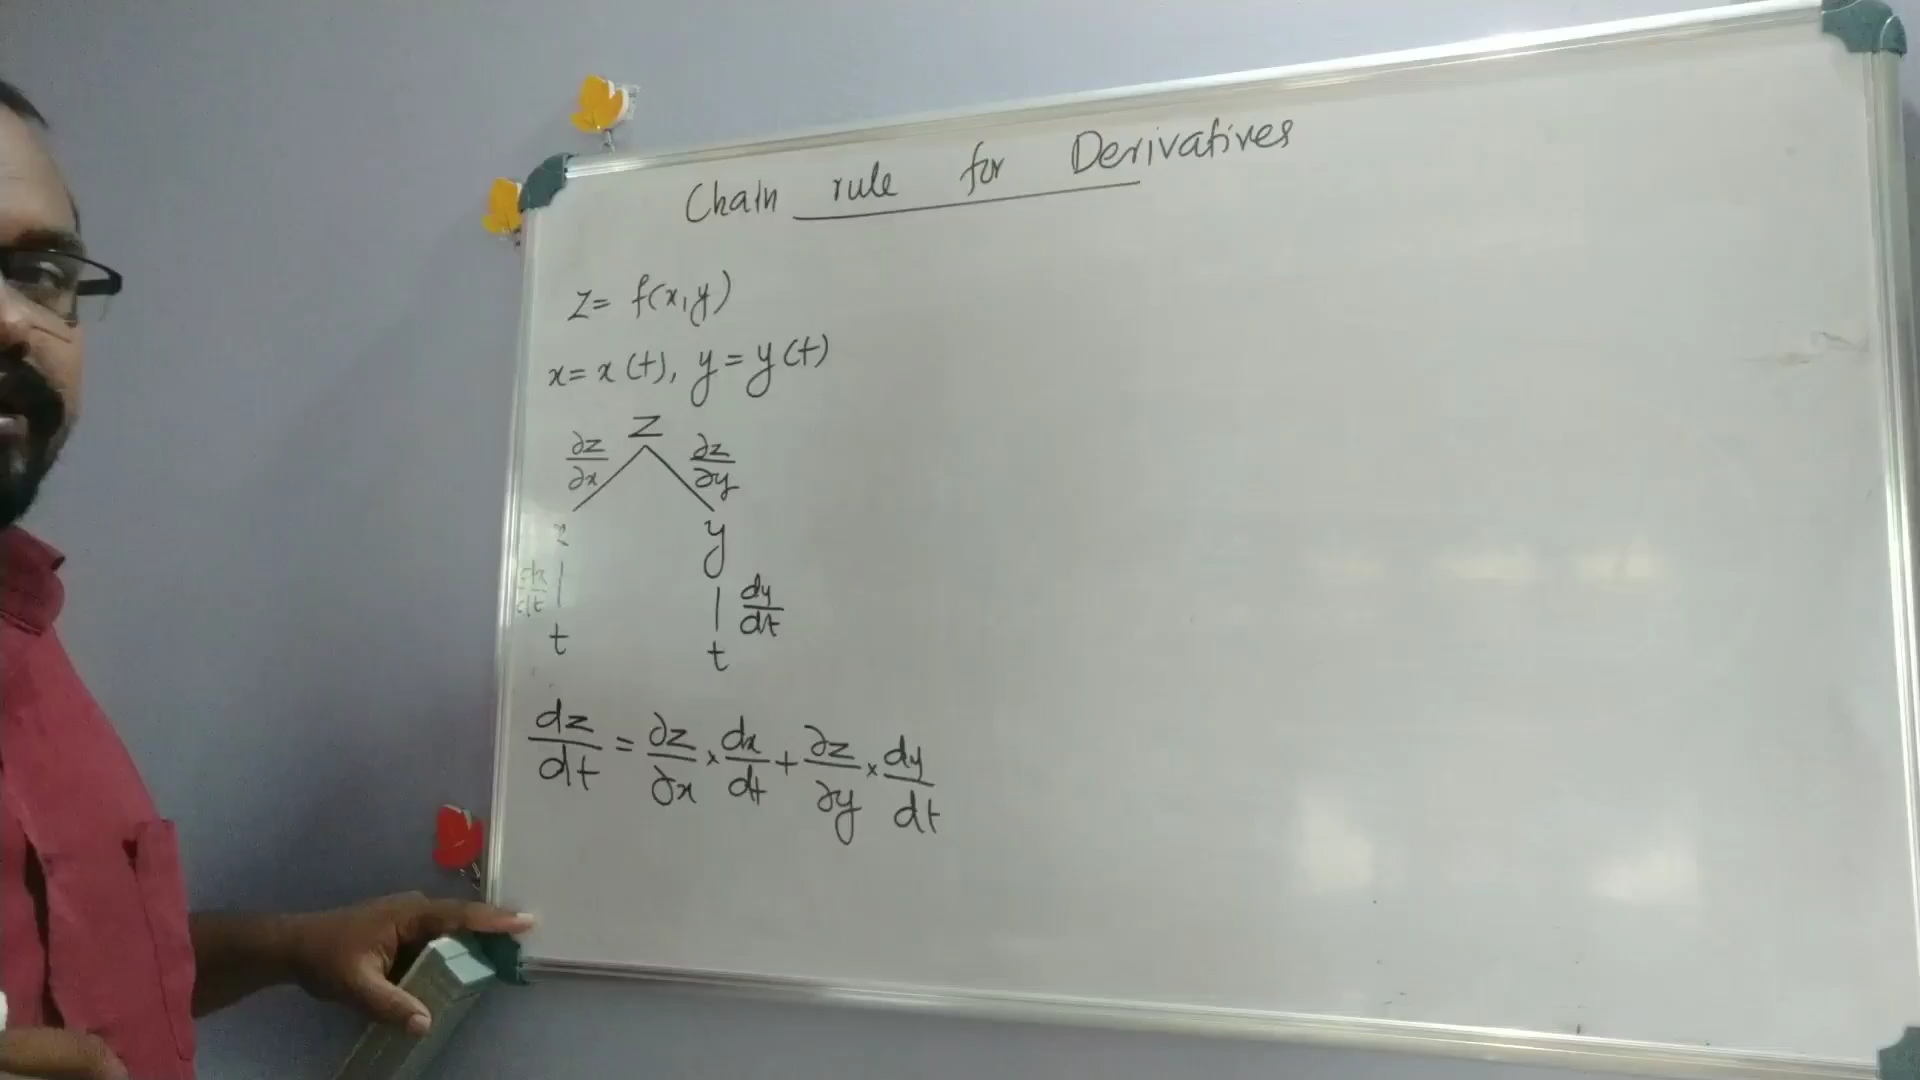 Chain rule for Derivatives
z = f(x,y)
x = x(t), y = y(t)
z
∂z/∂x ∂z/∂y
x y
dx/dt dy/dt
t t
dz/dt = ∂z/∂x × dx/dt + ∂z/∂y × dy/dt